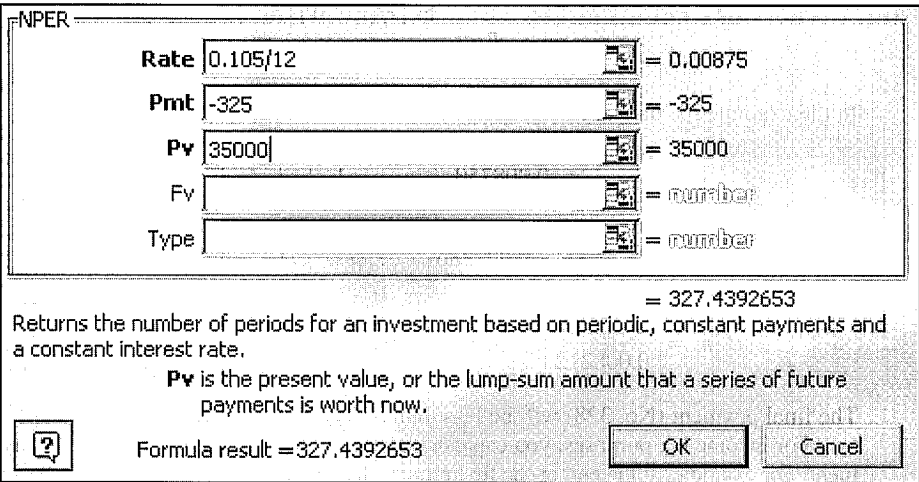 NPER
Rate 0.105/12 = 0.00875
Pmt -325 = -325
Pv 35000 = 35000
Fv = number
Type = number
= 327.4392653
Returns the number of periods for an investment based on periodic, constant payments and
a constant interest rate.
Pv is the present value, or the lump-sum amount that a series of future
payments is worth now.
? Formula result =327.4392653 OK Cancel